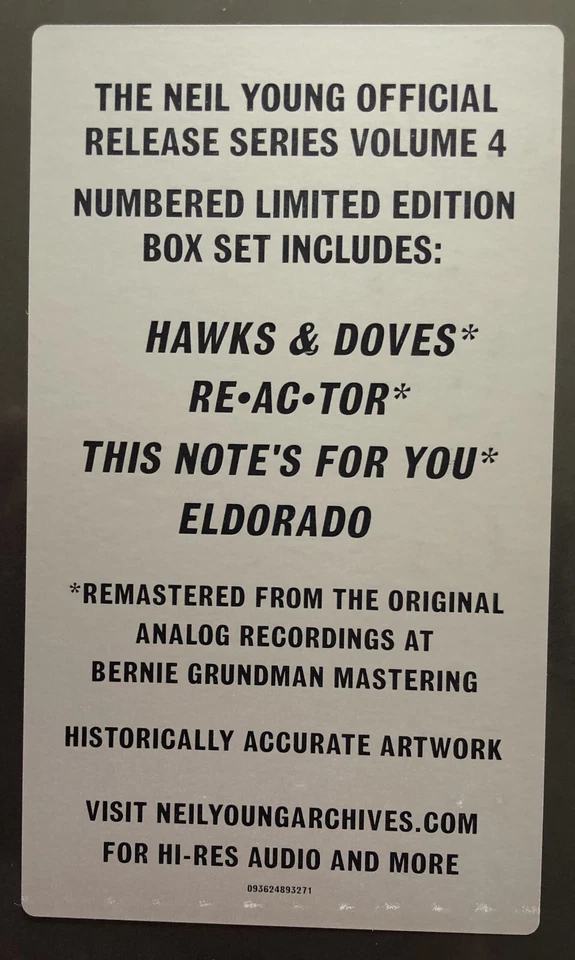 THE NEIL YOUNG OFFICIAL
RELEASE SERIES VOLUME 4
NUMBERED LIMITED EDITION
BOX SET INCLUDES:
HAWKS & DOVES*
RE•AC•TOR*
THIS NOTE'S FOR YOU*
ELDORADO
*REMASTERED FROM THE ORIGINAL
ANALOG RECORDINGS AT
BERNIE GRUNDMAN MASTERING
HISTORICALLY ACCURATE ARTWORK
VISIT NEILYOUNGARCHIVES.COM
FOR HI-RES AUDIO AND MORE
093624893271